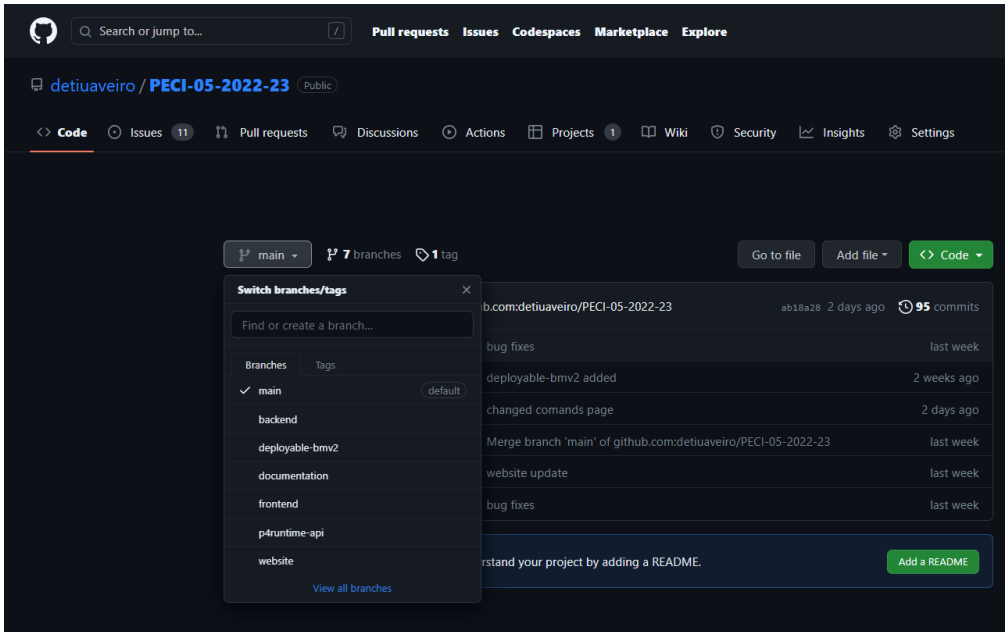 Search or jump to... /
Pull requests Issues Codespaces Marketplace Explore
detiuaveiro / PECI-05-2022-23 Public
<> Code Issues 11 Pull requests Discussions Actions Projects 1 Wiki Security Insights Settings
main 7 branches 1 tag Go to file Add file <> Code
Switch branches/tags
Find or create a branch...
Branches Tags
main default
backend
deployable-bmv2
documentation
frontend
p4runtime-api
website
View all branches
b.com:detiuaveiro/PECI-05-2022-23 ab18a28 2 days ago 95 commits
bug fixes last week
deployable-bmv2 added 2 weeks ago
changed comands page 2 days ago
Merge branch 'main' of github.com:detiuaveiro/PECI-05-2022-23 last week
website update last week
bug fixes last week
rstand your project by adding a README. Add a README